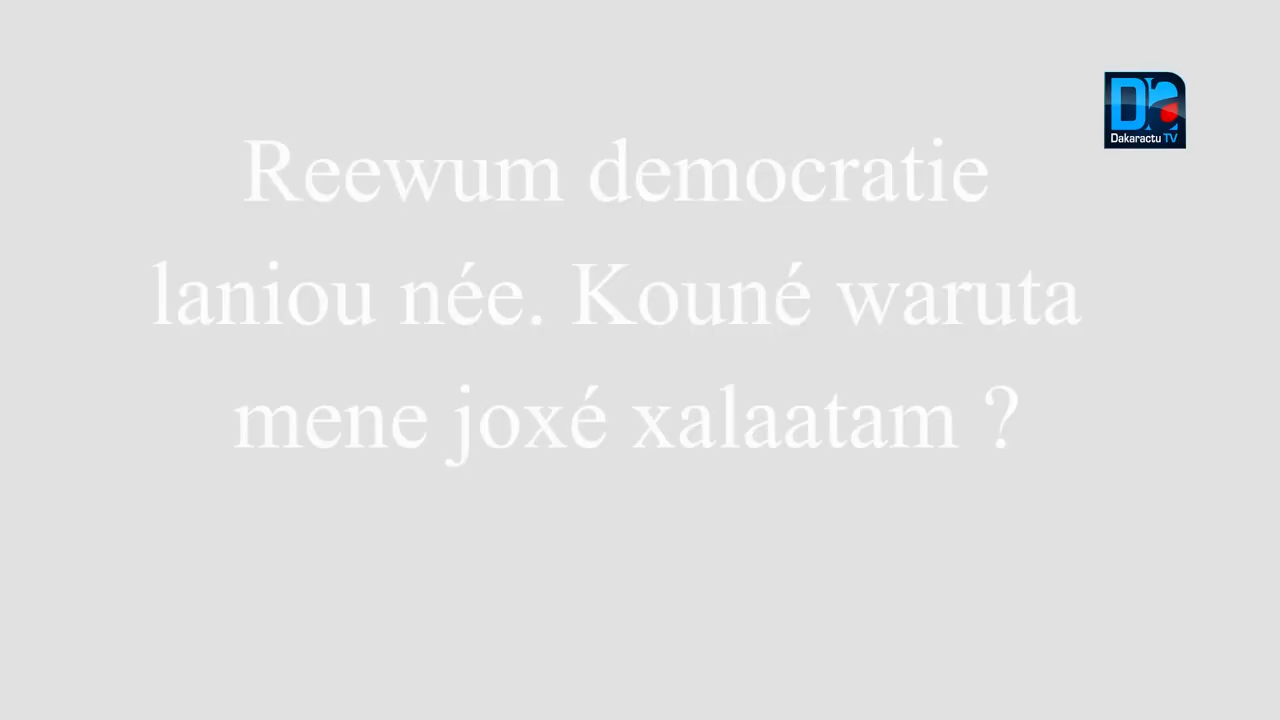 Dakaractu TV
Reewum democratie
laniou née. Kouné waruta
mene joxé xalaatam ?